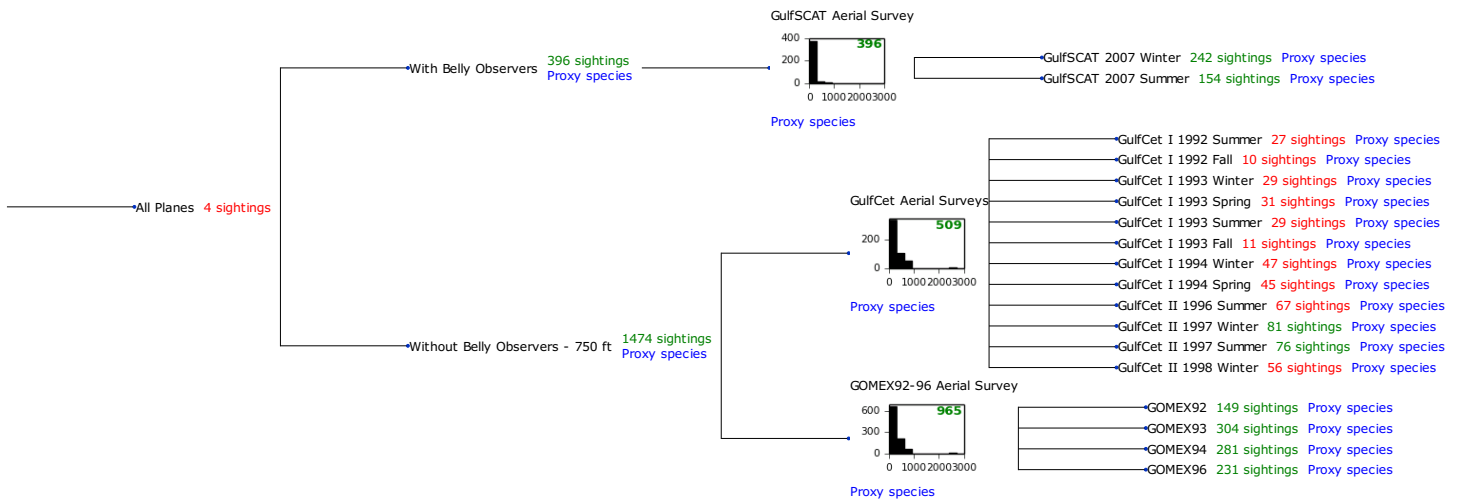 GulfSCAT Aerial Survey
400
200
0
396
0 1000 2000 3000
Proxy species
With Belly Observers 396 sightings
Proxy species
GulfSCAT 2007 Winter 242 sightings Proxy species
GulfSCAT 2007 Summer 154 sightings Proxy species
All Planes 4 sightings
GulfCet Aerial Surveys
200
0
509
0 1000 2000 3000
Proxy species
GulfCet I 1992 Summer 27 sightings Proxy species
GulfCet I 1992 Fall 10 sightings Proxy species
GulfCet I 1993 Winter 29 sightings Proxy species
GulfCet I 1993 Spring 31 sightings Proxy species
GulfCet I 1993 Summer 29 sightings Proxy species
GulfCet I 1993 Fall 11 sightings Proxy species
GulfCet I 1994 Winter 47 sightings Proxy species
GulfCet I 1994 Spring 45 sightings Proxy species
GulfCet II 1996 Summer 67 sightings Proxy species
GulfCet II 1997 Winter 81 sightings Proxy species
GulfCet II 1997 Summer 76 sightings Proxy species
GulfCet II 1998 Winter 56 sightings Proxy species
Without Belly Observers - 750 ft 1474 sightings
Proxy species
GOMEX92-96 Aerial Survey
600
300
0
965
0 1000 2000 3000
Proxy species
GOMEX92 149 sightings Proxy species
GOMEX93 304 sightings Proxy species
GOMEX94 281 sightings Proxy species
GOMEX96 231 sightings Proxy species